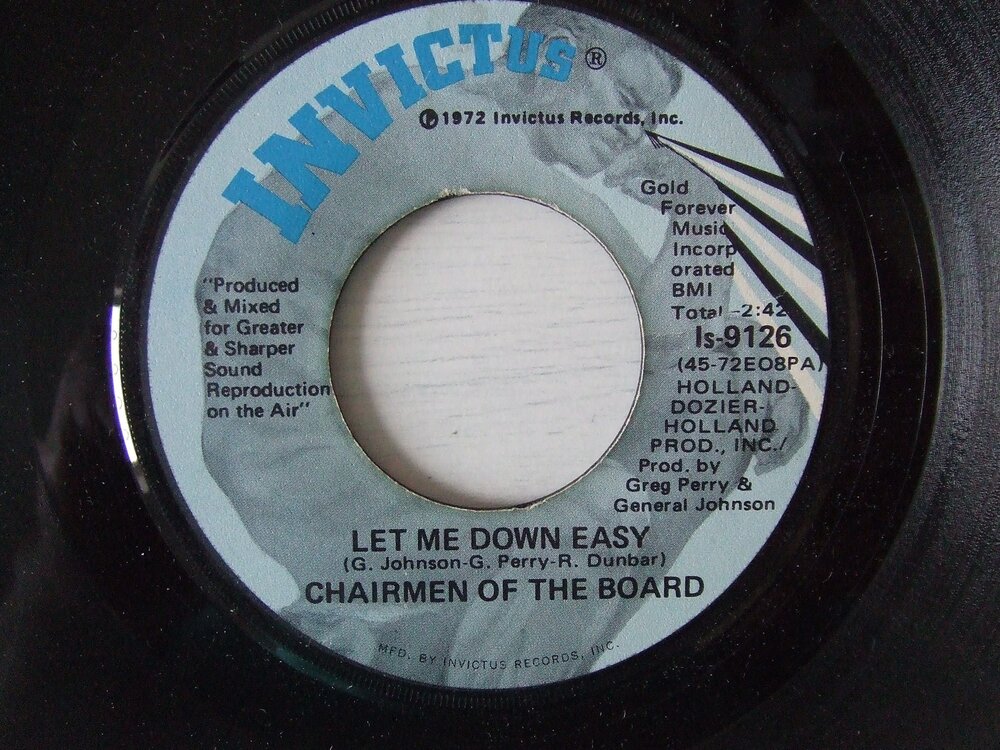 INVICTUS®
℗1972 Invictus Records, Inc.
Gold
Forever
Music
Incorp
orated
BMI
Total -2:42
Is-9126
(45-72EO8PA)
HOLLAND-
DOZIER-
HOLLAND
PROD., INC./
Prod. by
Greg Perry &
General Johnson
"Produced
& Mixed
for Greater
& Sharper
Sound
Reproduction
on the Air"
LET ME DOWN EASY
(G. Johnson-G. Perry-R. Dunbar)
CHAIRMEN OF THE BOARD
MFD. BY INVICTUS RECORDS, INC.